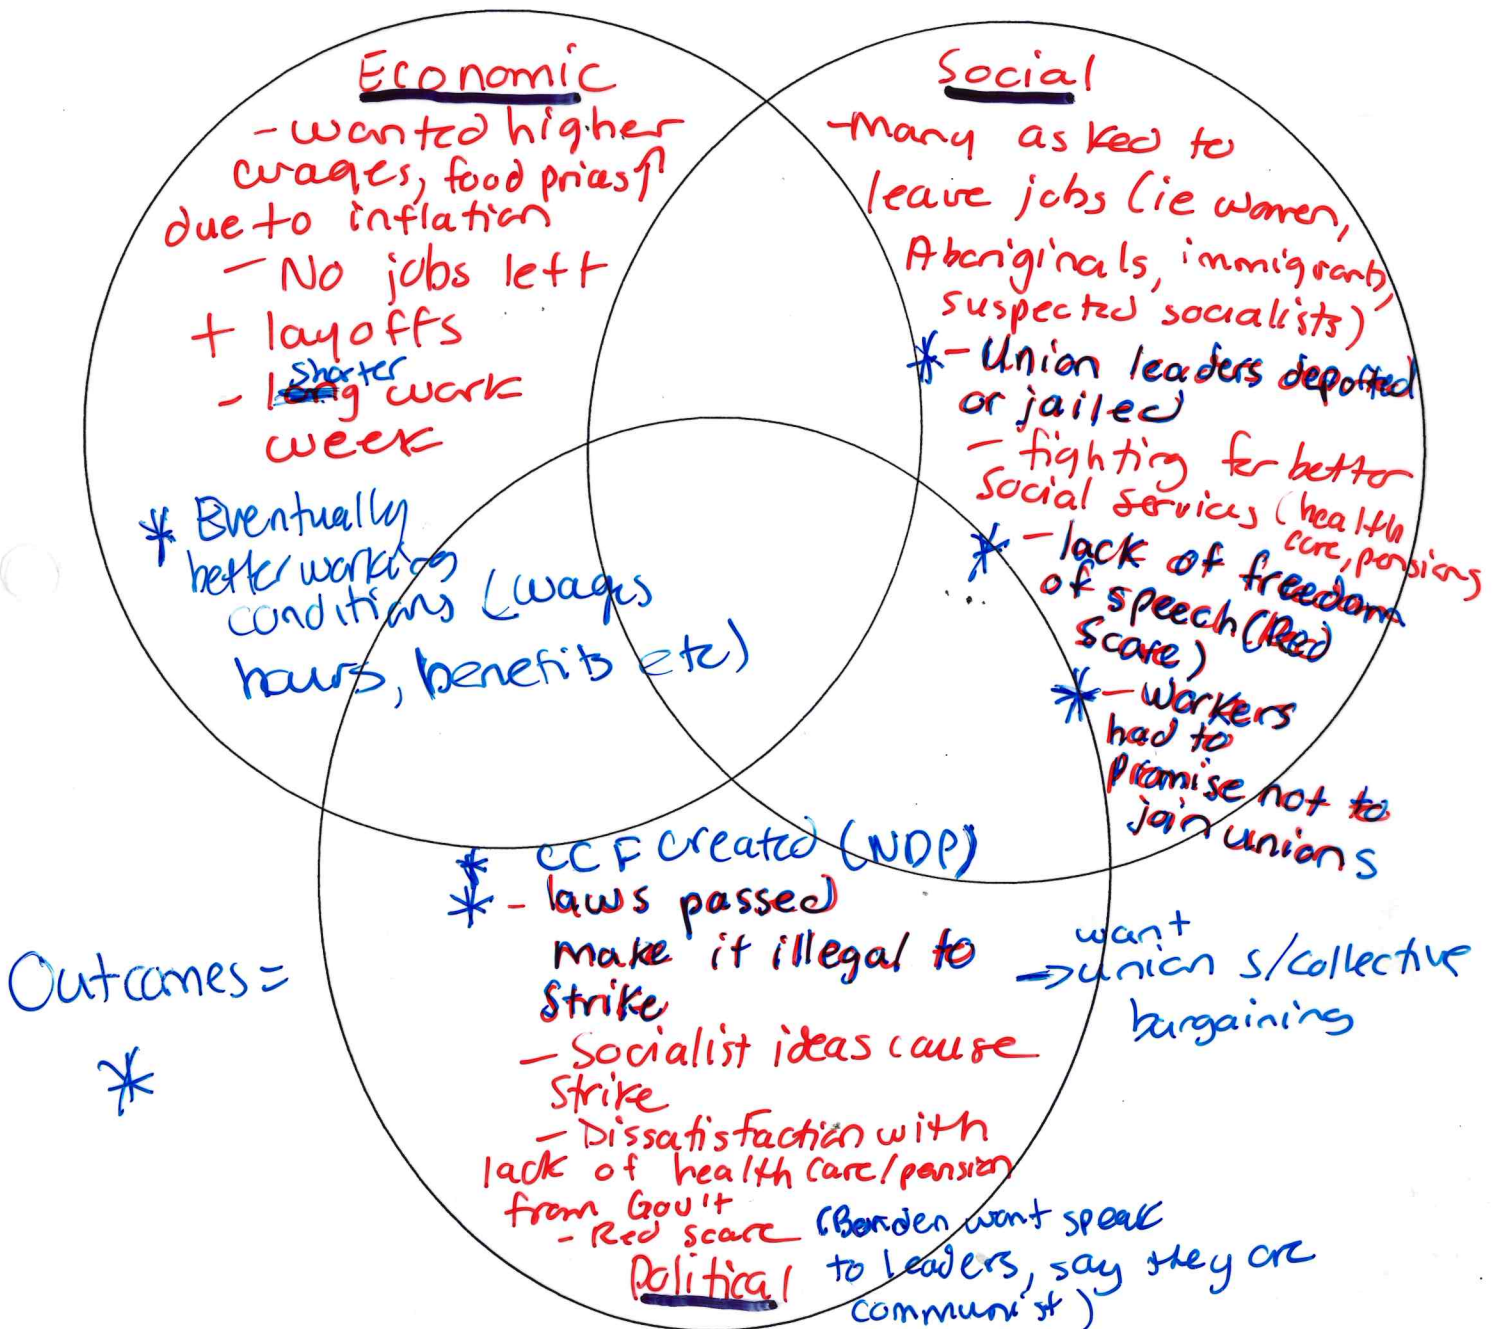 Economic
- wanted higher
wages, food prices ↑
due to inflation
- No jobs left
+ layoffs
shorter
- long work
week
* Eventually
better working
conditions (wages
hours, benefits etc)
Social
- Many asked to
leave jobs (ie women,
Aboriginals, immigrants,
suspected socialists)
* - Union leaders deported
or jailed
- fighting for better
social services (health
care, pensions
* - lack of freedom
of speech (Red
Scare)
* - workers
had to
promise not to
join unions
* CCF created (NDP)
* - laws passed
make it illegal to
strike
- Socialist ideas cause
strike
- Dissatisfaction with
lack of health care/pension
from Gov't
- Red scare (Borden wont speak
to leaders, say they are
communist)
Political
want
→ union s/collective
bargaining
Outcomes =
*